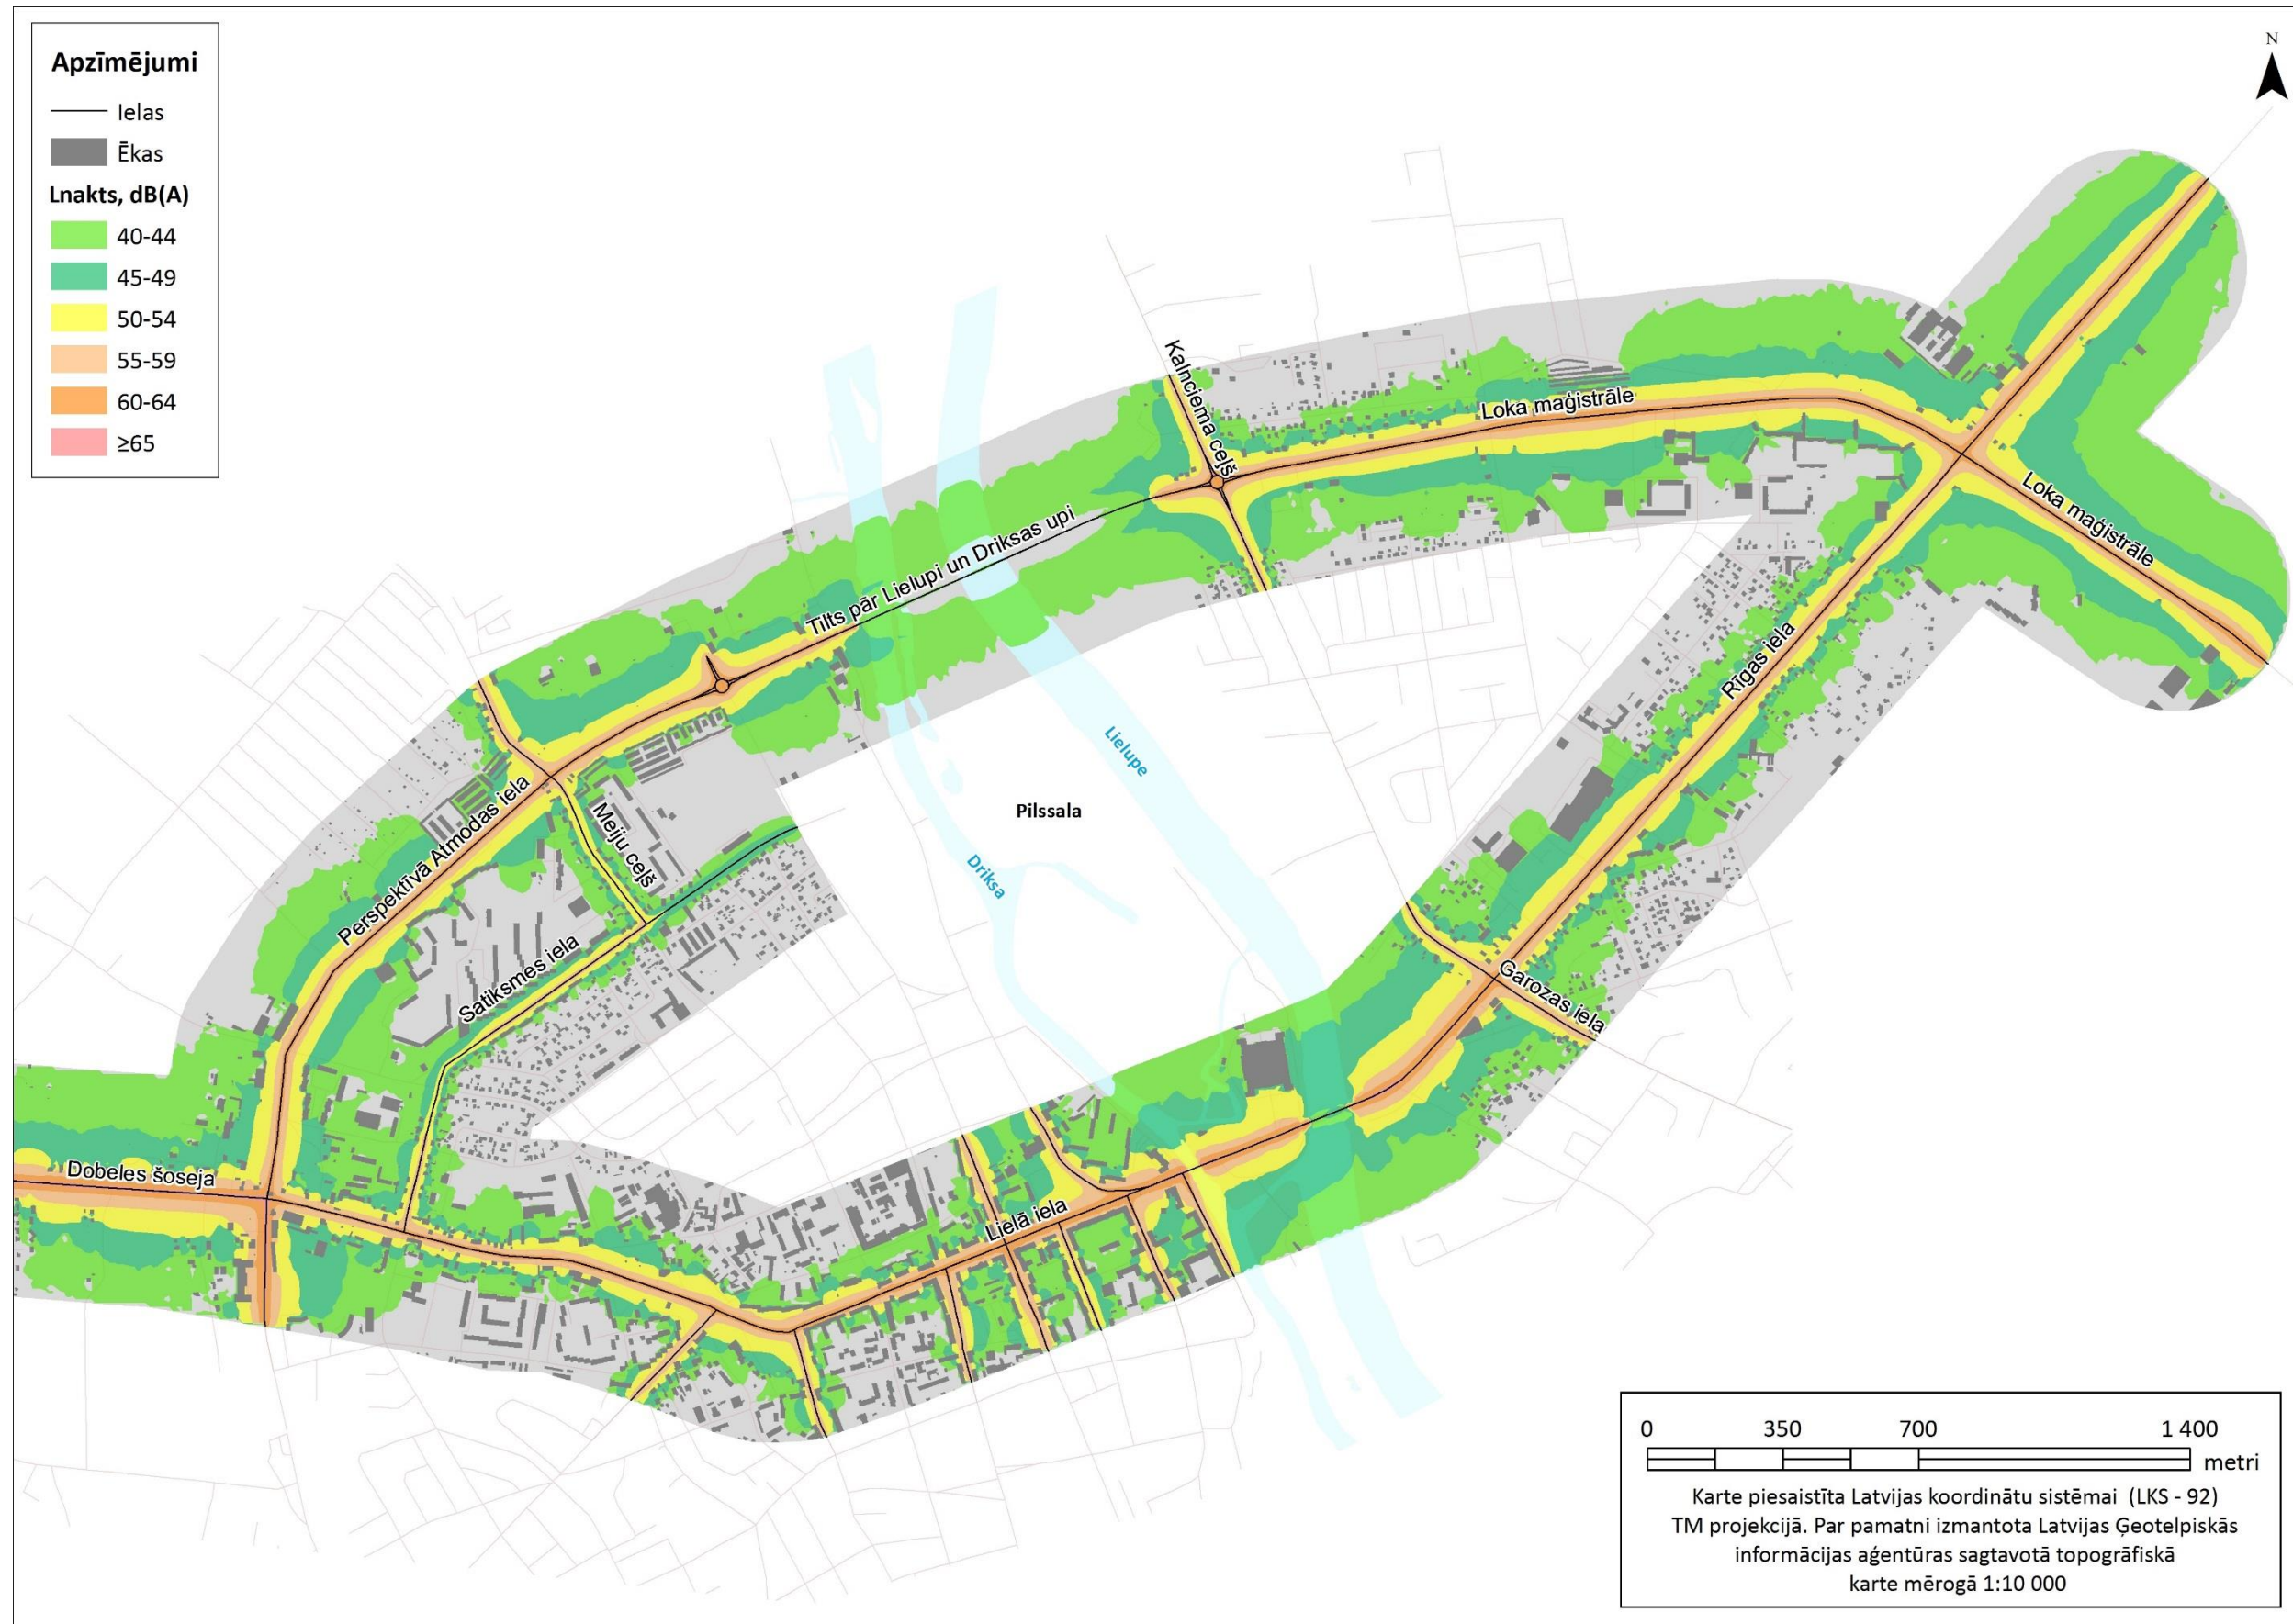 Apzīmējumi
Ielas
Ēkas
Lnakts, dB(A)
40-44
45-49
50-54
55-59
60-64
≥65
N
Kalnciema ceļš
Loka maģistrāle
Loka maģistrāle
Tilts pār Lielupi un Driksas upi
Rīgas iela
Lielupe
Pilssala
Perspektīvā Atmodas iela
Meiju ceļš
Driksa
Satiksmes iela
Garozas iela
Dobeles šoseja
Lielā iela
0 350 700 1 400
metri
Karte piesaistīta Latvijas koordinātu sistēmai (LKS - 92)
TM projekcijā. Par pamatni izmantota Latvijas Ģeotelpiskās
informācijas aģentūras sagtavotā topogrāfiskā
karte mērogā 1:10 000